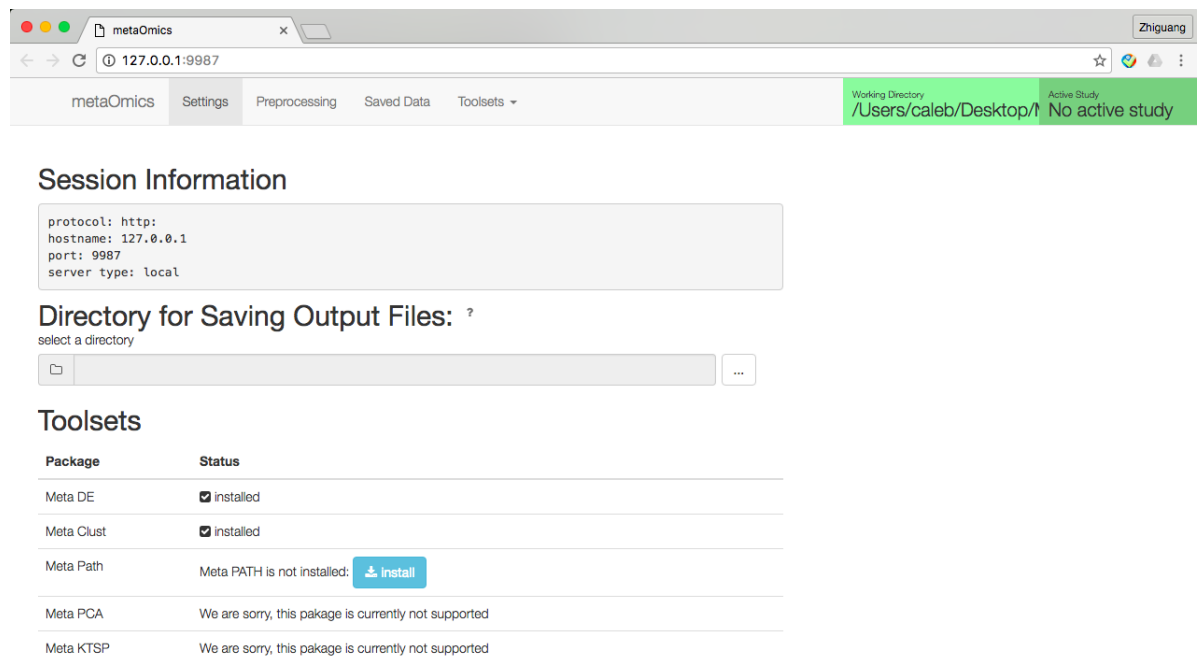 metaOmics
Zhiguang
127.0.0.1:9987
metaOmics Settings Preprocessing Saved Data Toolsets
Working Directory
/Users/caleb/Desktop/
Active Study
No active study
Session Information
protocol: http:
hostname: 127.0.0.1
port: 9987
server type: local
Directory for Saving Output Files: ?
select a directory
...
Toolsets
Package Status
Meta DE installed
Meta Clust installed
Meta Path Meta PATH is not installed: install
Meta PCA We are sorry, this pakage is currently not supported
Meta KTSP We are sorry, this pakage is currently not supported